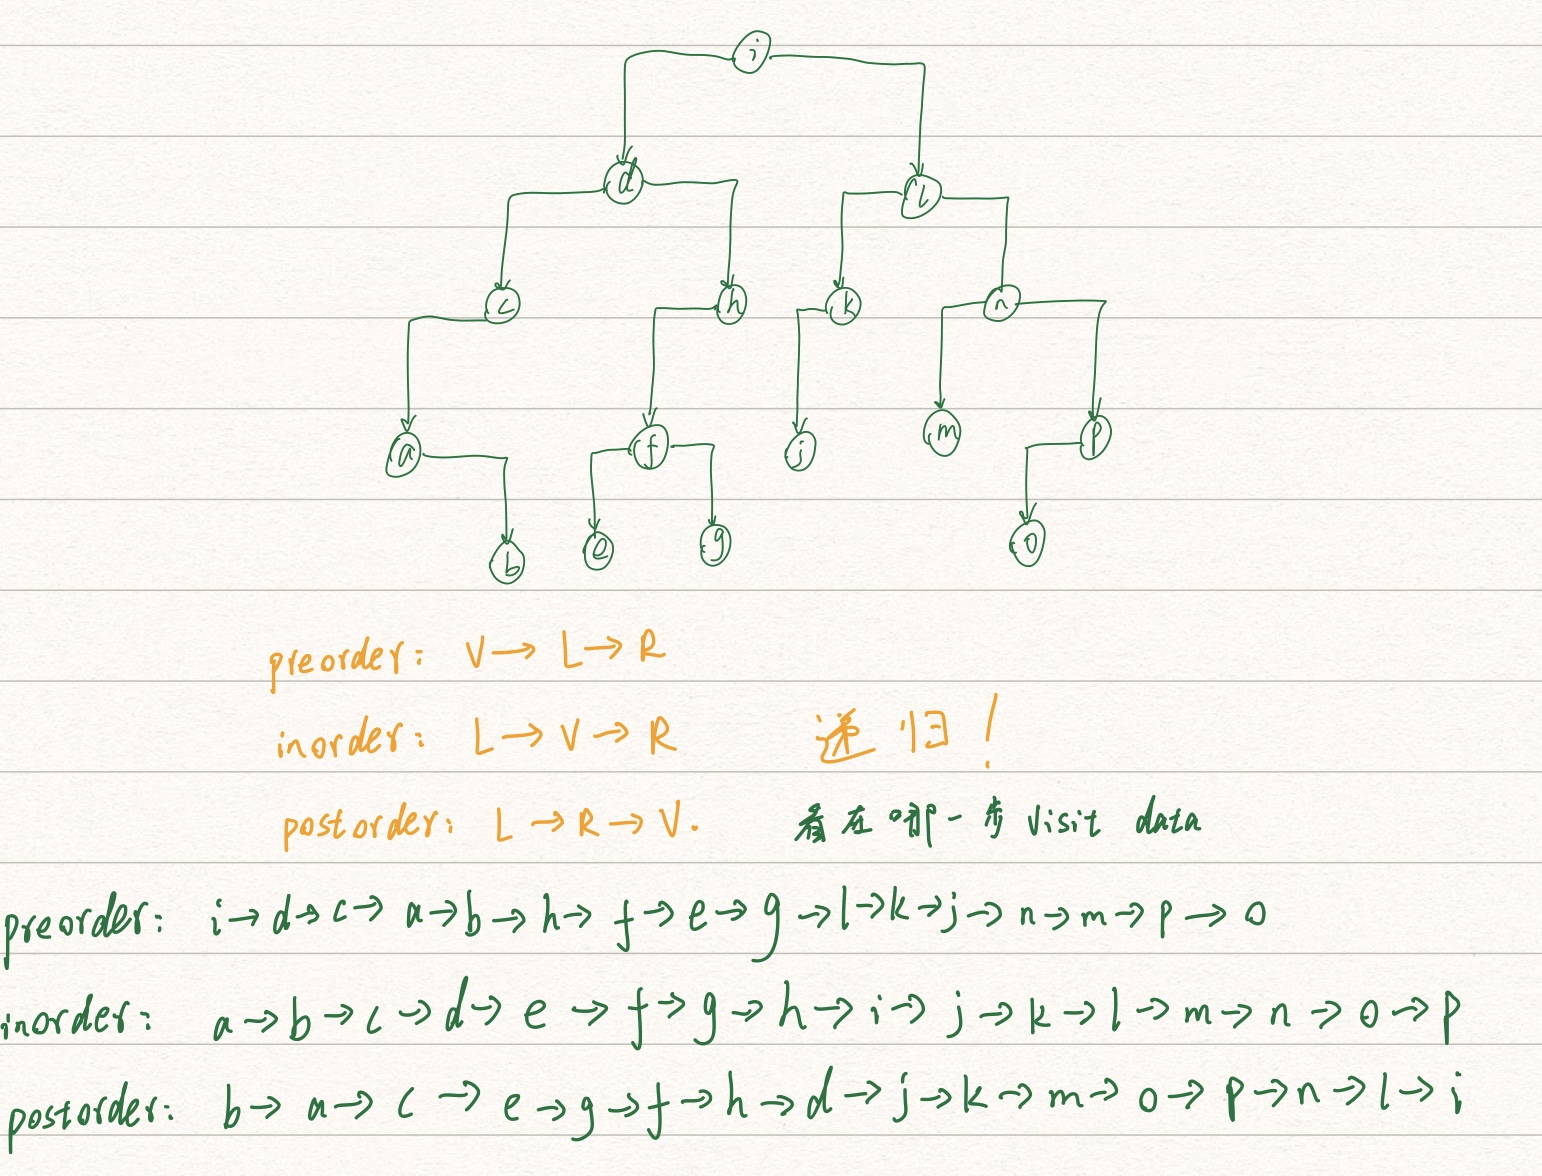 i
d l
c h k n
a f j m p
b e g o
preorder: V → L → R
inorder: L → V → R 递归!
postorder: L → R → V. 看在哪一步 visit data
preorder: i → d → c → a → b → h → f → e → g → l → k → j → n → m → p → o
inorder: a → b → c → d → e → f → g → h → i → j → k → l → m → n → o → p
postorder: b → a → c → e → g → f → h → d → j → k → m → o → p → n → l → i